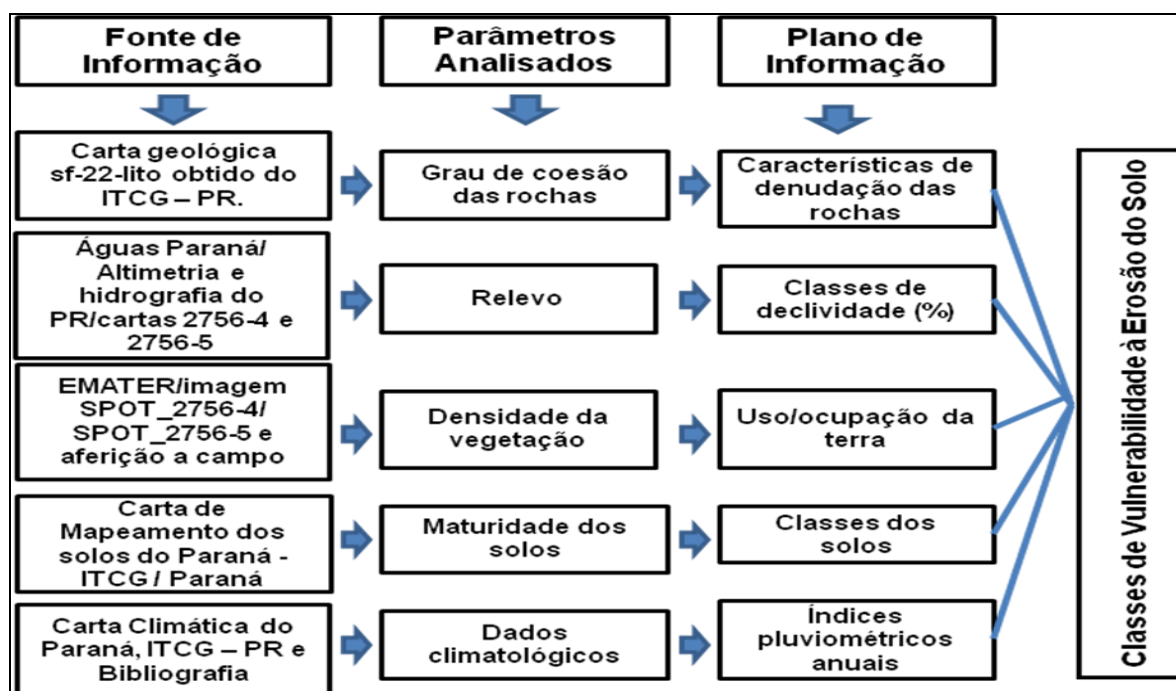 Fonte de
Informação
Parâmetros
Analisados
Plano de
Informação
Carta geológica
sf-22-lito obtido do
ITCG – PR.
Grau de coesão
das rochas
Características de
denudação das
rochas
Águas Paraná/
Altimetria e
hidrografia do
PR/cartas 2756-4 e
2756-5
Relevo
Classes de
declividade (%)
EMATER/imagem
SPOT_2756-4/
SPOT_2756-5 e
aferição a campo
Densidade da
vegetação
Uso/ocupação da
terra
Carta de
Mapeamento dos
solos do Paraná -
ITCG / Paraná
Maturidade dos
solos
Classes dos
solos
Carta Climática do
Paraná, ITCG – PR e
Bibliografia
Dados
climatológicos
Índices
pluviométricos
anuais
Classes de Vulnerabilidade à Erosão do Solo